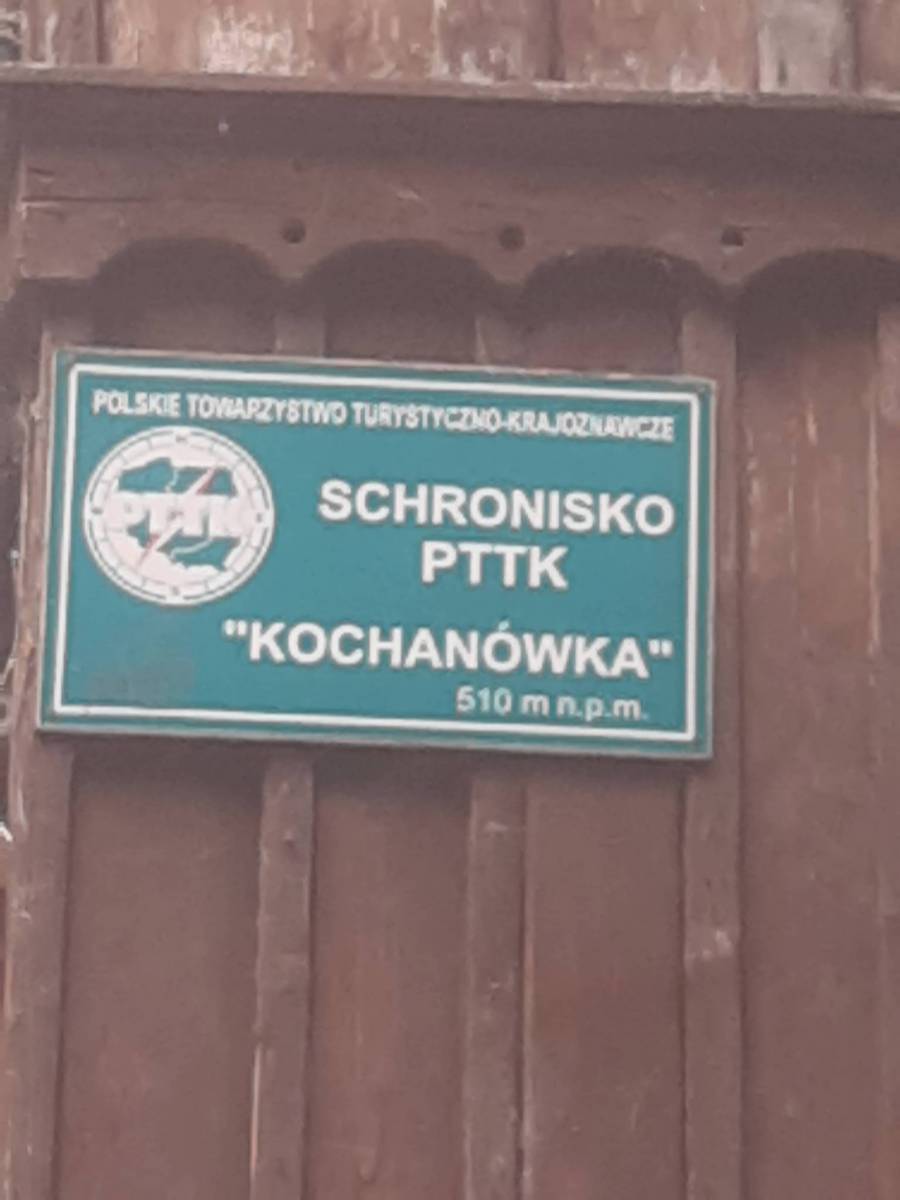 POLSKIE TOWARZYSTWO TURYSTYCZNO-KRAJOZNAWCZE
PTTK
SCHRONISKO
PTTK
"KOCHANÓWKA"
510 m n.p.m.